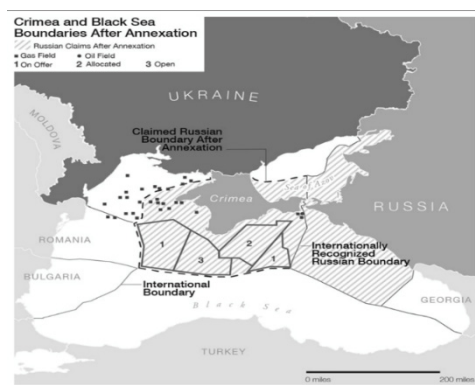 Crimea and Black Sea
Boundaries After Annexation
Russian Claims After Annexation
Gas Field
Oil Field
1 On Offer
2 Allocated
3 Open
UKRAINE
MOLDOVA
Claimed Russian
Boundary After
Annexation
Crimea
RUSSIA
ROMANIA
1
3
2
1
Internationally
Recognized
Russian Boundary
BULGARIA
International
Boundary
Black Sea
GEORGIA
TURKEY
0 miles
200 miles